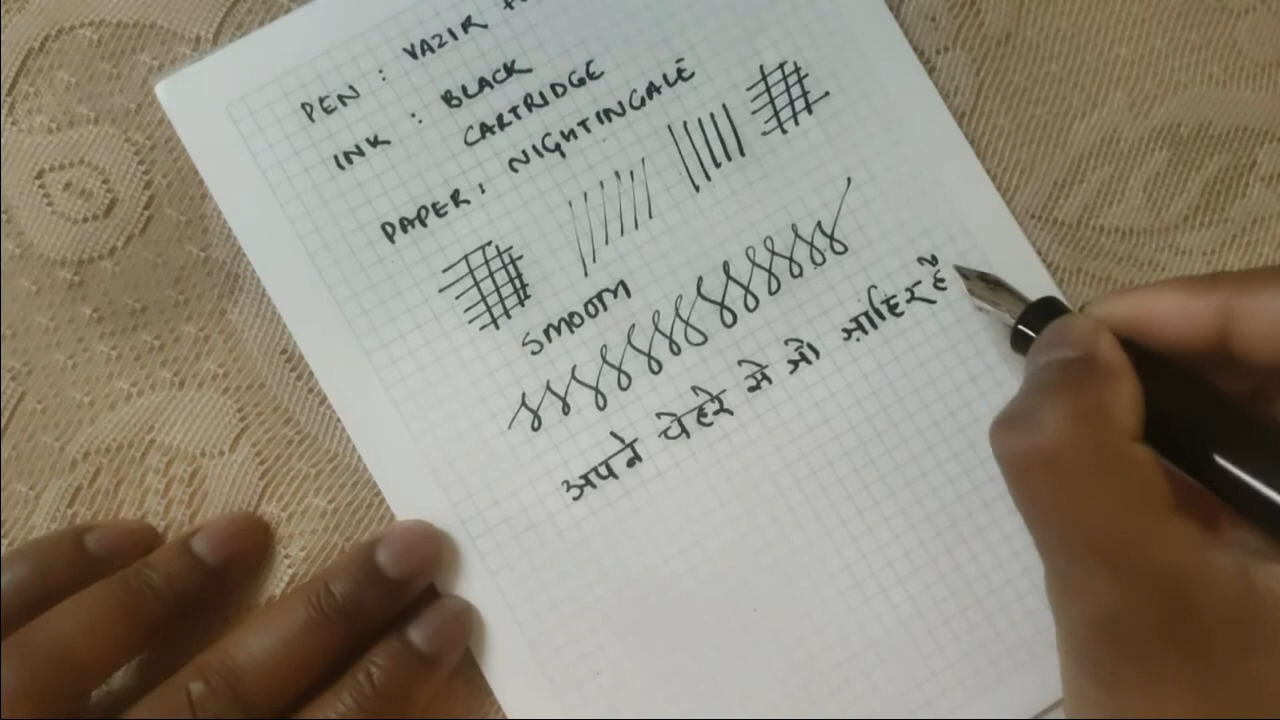 PEN : VAZIR
INK : BLACK
CARTRIDGE
PAPER: NIGHTINGALE
SMOOTH
अपने चेहरे से जो ज़ाहिर है